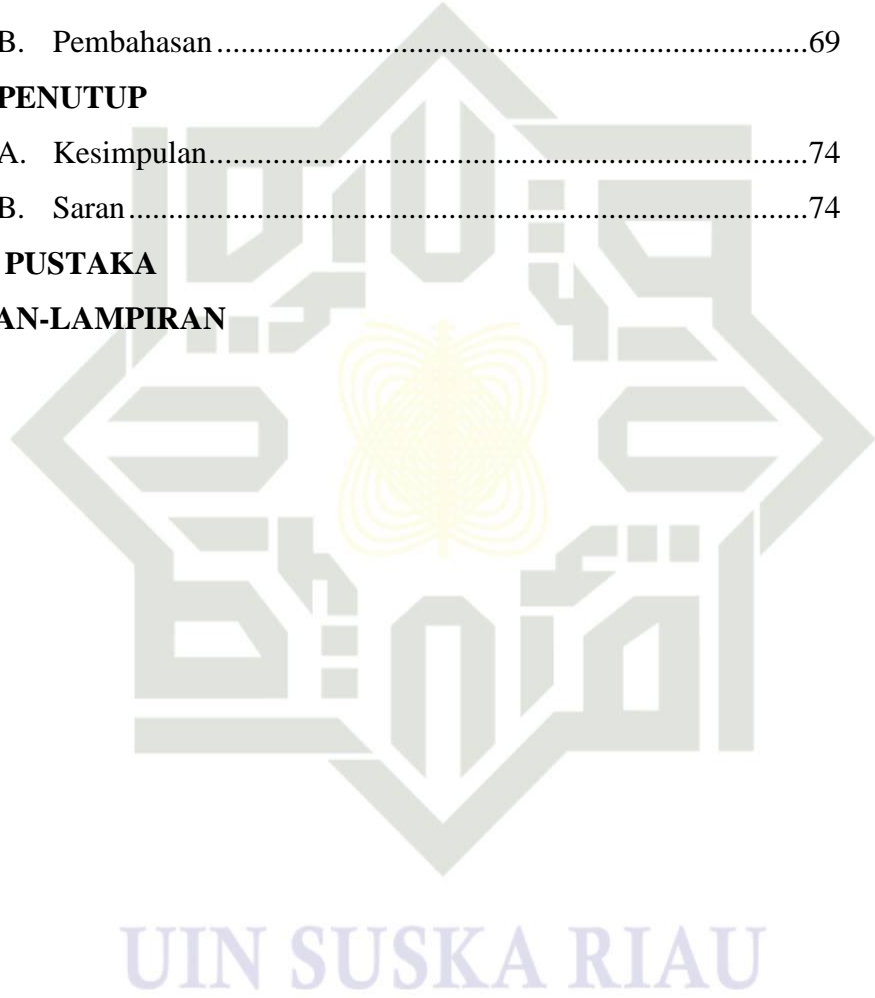 B. Pembahasan..........................................................................69
PENUTUP
A. Kesimpulan...........................................................................74
B. Saran.....................................................................................74
PUSTAKA
AN-LAMPIRAN
UIN SUSKA RIAU